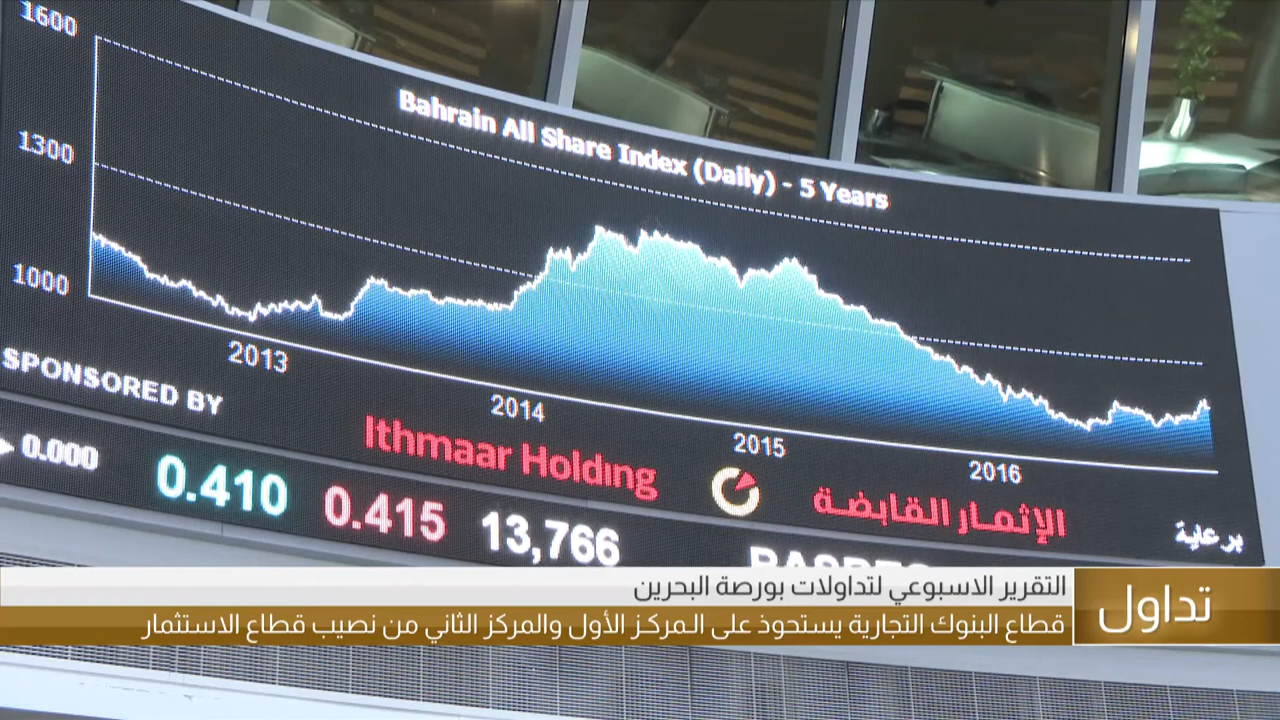 1600
Bahrain All Share Index (Daily) - 5 Years
1300
1000
2013
2014
2015
2016
SPONSORED BY
Ithmaar Holding
الإثمار القابضة
برعاية
0.000
0.410
0.415
13,766
تداول
التقرير الاسبوعي لتداولات بورصة البحرين
قطاع البنوك التجارية يستحوذ على المركز الأول والمركز الثاني من نصيب قطاع الاستثمار